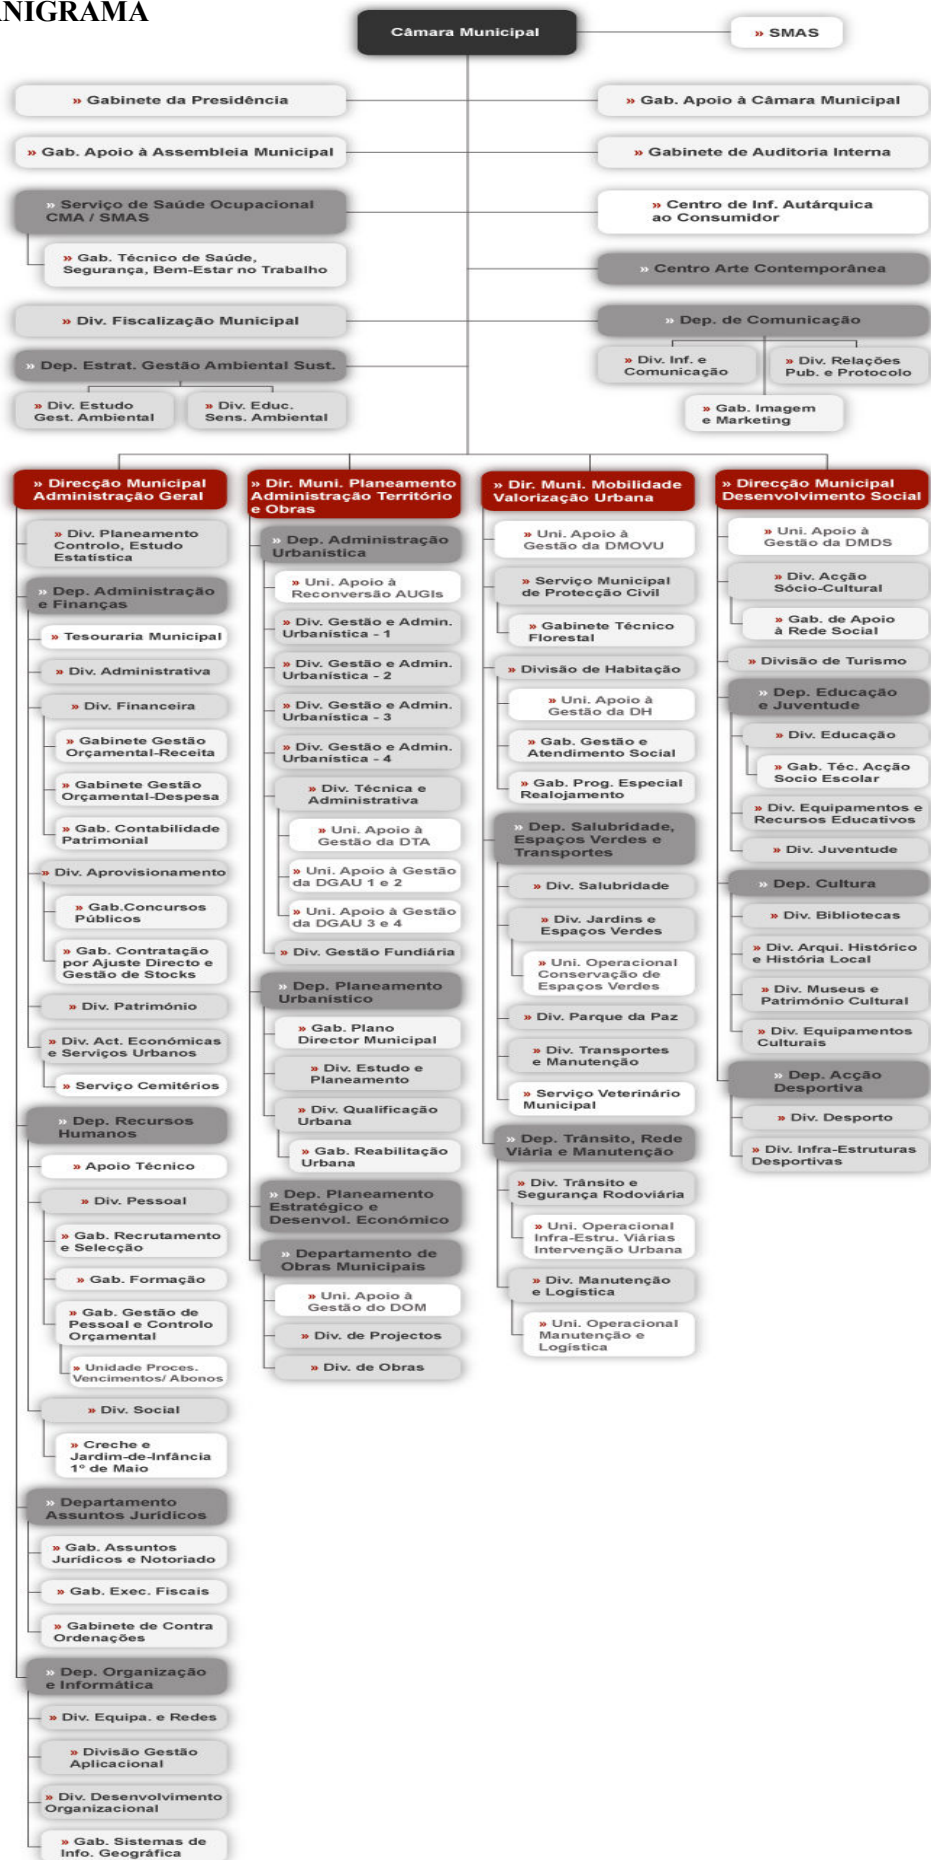 ANIGRAMA
Câmara Municipal
» SMAS
» Gabinete da Presidência
» Gab. Apoio à Câmara Municipal
» Gab. Apoio à Assembleia Municipal
» Gabinete de Auditoria Interna
» Serviço de Saúde Ocupacional
CMA / SMAS
» Centro de Inf. Autárquica
ao Consumidor
» Gab. Técnico de Saúde,
Segurança, Bem-Estar no Trabalho
» Centro Arte Contemporânea
» Div. Fiscalização Municipal
» Dep. de Comunicação
» Dep. Estrat. Gestão Ambiental Sust.
» Div. Inf. e
Comunicação
» Div. Relações
Pub. e Protocolo
» Div. Estudo
Gest. Ambiental
» Div. Educ.
Sens. Ambiental
» Gab. Imagem
e Marketing
» Direcção Municipal
Administração Geral
» Div. Planeamento
Controlo, Estudo
Estatística
» Dep. Administração
e Finanças
» Tesouraria Municipal
» Div. Administrativa
» Div. Financeira
» Gabinete Gestão
Orçamental-Receita
» Gabinete Gestão
Orçamental-Despesa
» Gab. Contabilidade
Patrimonial
» Div. Aprovisionamento
» Gab.Concursos
Públicos
» Gab. Contratação
por Ajuste Directo e
Gestão de Stocks
» Div. Património
» Div. Act. Económicas
e Serviços Urbanos
» Serviço Cemitérios
» Dep. Recursos
Humanos
» Apoio Técnico
» Div. Pessoal
» Gab. Recrutamento
e Selecção
» Gab. Formação
» Gab. Gestão de
Pessoal e Controlo
Orçamental
» Unidade Proces.
Vencimentos/ Abonos
» Div. Social
» Creche e
Jardim-de-Infância
1º de Maio
» Departamento
Assuntos Jurídicos
» Gab. Assuntos
Jurídicos e Notoriado
» Gab. Exec. Fiscais
» Gabinete de Contra
Ordenações
» Dep. Organização
e Informática
» Div. Equipa. e Redes
» Divisão Gestão
Aplicacional
» Div. Desenvolvimento
Organizacional
» Gab. Sistemas de
Info. Geográfica
» Dir. Muni. Planeamento
Administração Território
e Obras
» Dep. Administração
Urbanística
» Uni. Apoio à
Reconversão AUGIs
» Div. Gestão e Admin.
Urbanística - 1
» Div. Gestão e Admin.
Urbanística - 2
» Div. Gestão e Admin.
Urbanística - 3
» Div. Gestão e Admin.
Urbanística - 4
» Div. Técnica e
Administrativa
» Uni. Apoio à
Gestão da DTA
» Uni. Apoio à Gestão
da DGAU 1 e 2
» Uni. Apoio à Gestão
da DGAU 3 e 4
» Div. Gestão Fundiária
» Dep. Planeamento
Urbanístico
» Gab. Plano
Director Municipal
» Div. Estudo e
Planeamento
» Div. Qualificação
Urbana
» Gab. Reabilitação
Urbana
» Dep. Planeamento
Estratégico e
Desenvol. Económico
» Departamento de
Obras Municipais
» Uni. Apoio à
Gestão do DOM
» Div. de Projectos
» Div. de Obras
» Dir. Muni. Mobilidade
Valorização Urbana
» Uni. Apoio à
Gestão da DMOVU
» Serviço Municipal
de Protecção Civil
» Gabinete Técnico
Florestal
» Divisão de Habitação
» Uni. Apoio à
Gestão da DH
» Gab. Gestão e
Atendimento Social
» Gab. Prog. Especial
Realojamento
» Dep. Salubridade,
Espaços Verdes e
Transportes
» Div. Salubridade
» Div. Jardins e
Espaços Verdes
» Uni. Operacional
Conservação de
Espaços Verdes
» Div. Parque da Paz
» Div. Transportes
e Manutenção
» Serviço Veterinário
Municipal
» Dep. Trânsito, Rede
Viária e Manutenção
» Div. Trânsito e
Segurança Rodoviária
» Uni. Operacional
Infra-Estru. Viárias
Intervenção Urbana
» Div. Manutenção
e Logística
» Uni. Operacional
Manutenção e
Logística
» Direcção Municipal
Desenvolvimento Social
» Uni. Apoio à
Gestão da DMDS
» Div. Acção
Sócio-Cultural
» Gab. de Apoio
à Rede Social
» Divisão de Turismo
» Dep. Educação
e Juventude
» Div. Educação
» Gab. Téc. Acção
Socio Escolar
» Div. Equipamentos e
Recursos Educativos
» Div. Juventude
» Dep. Cultura
» Div. Bibliotecas
» Div. Arqui. Histórico
e História Local
» Div. Museus e
Património Cultural
» Div. Equipamentos
Culturais
» Dep. Acção
Desportiva
» Div. Desporto
» Div. Infra-Estruturas
Desportivas